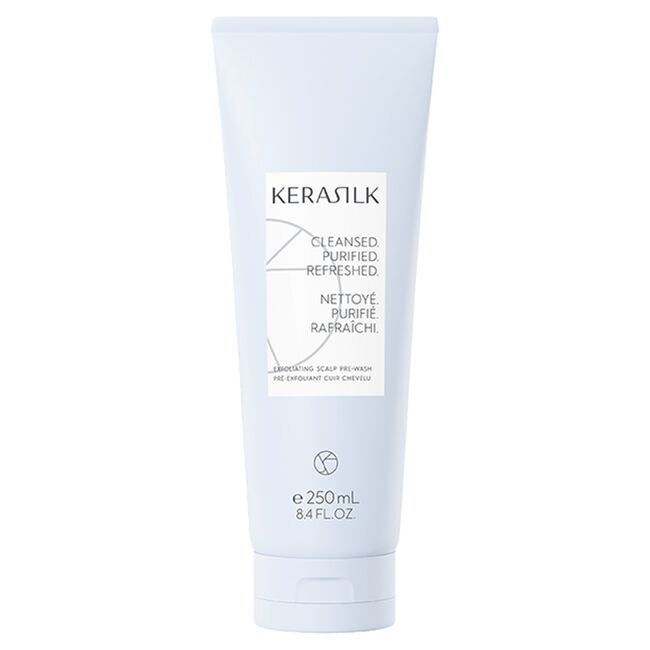 KERASILK
CLEANSED.
PURIFIED.
REFRESHED.
NETTOYÉ.
PURIFIÉ.
RAFRAÎCHI.
EXFOLIATING SCALP PRE-WASH
PRÉ-EXFOLIANT CUIR CHEVELU
e 250 mL
8.4 FL.OZ.